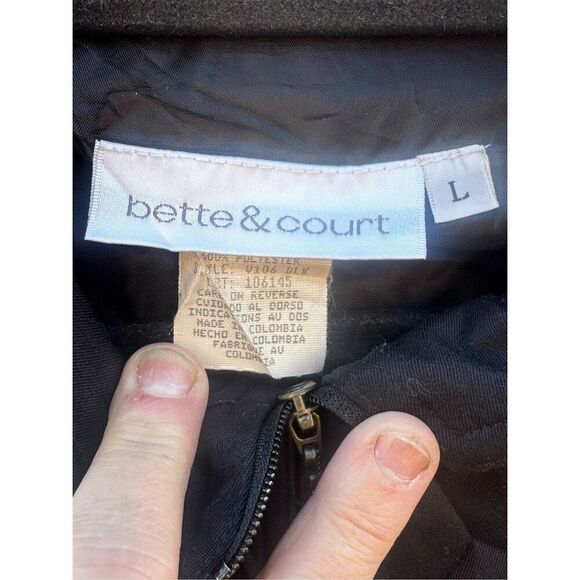 bette & court
L
100% POLYESTER
STYLE: V106 BLK
LOT: 106145
CARE ON REVERSE
CUIDADO AL DORSO
INDICATIONS AU DOS
MADE IN COLOMBIA
HECHO EN COLOMBIA
FABRIQUE AU
COLOMBIA